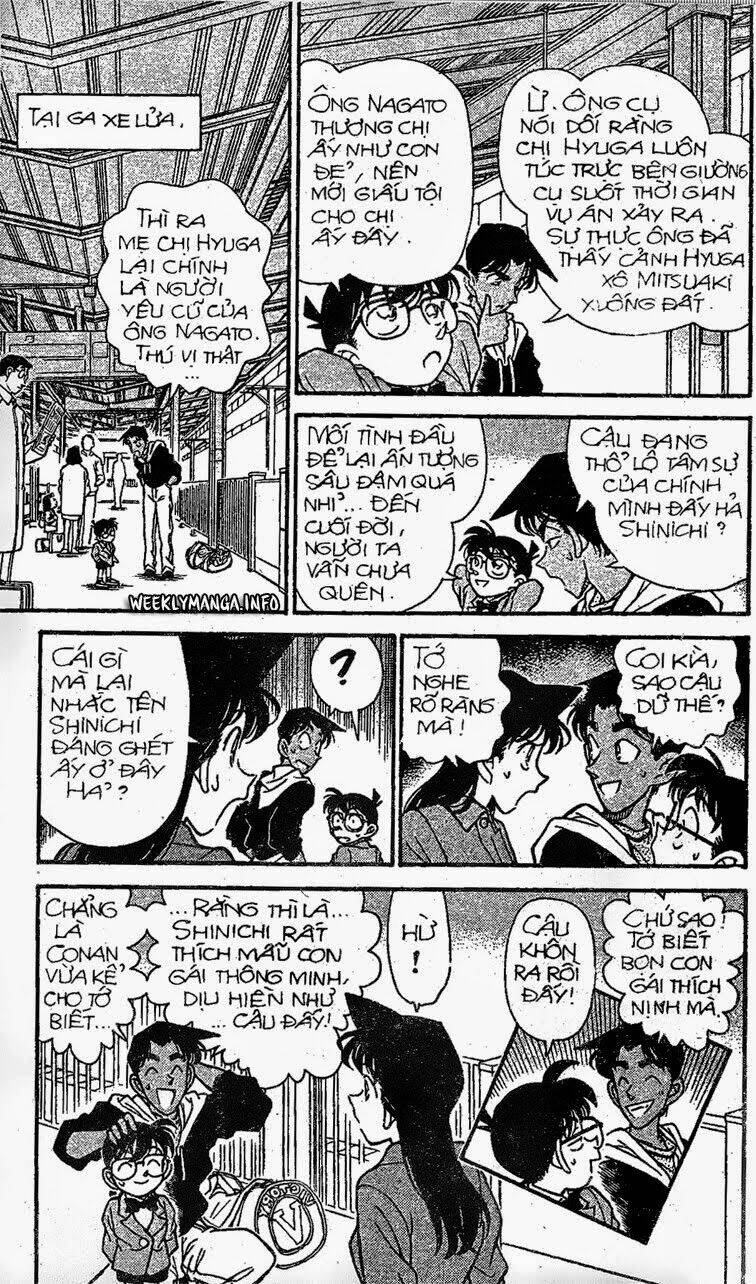 TẠI GA XE LỬA.
THÌ RA
MẸ CHỊ HYUGA
LẠI CHÍNH
LÀ NGƯỜI
YÊU CŨ CỦA
ÔNG NAGATO.
THÚ VỊ THẬT
...
WEEKLYMANGA.INFO
ÔNG NAGATO
THƯƠNG CHỊ
ẤY NHƯ CON
ĐẺ, NÊN
MỚI GIẤU TỘI
CHO CHỊ
ẤY ĐẤY.
Ừ. ÔNG CỤ
NÓI DỐI RẰNG
CHỊ HYUGA LUÔN
TÚC TRỰC BÊN GIƯỜNG
CỤ SUỐT THỜI GIAN
VỤ ÁN XẢY RA.
SỰ THỰC ÔNG ĐÃ
THẤY CẢNH HYUGA
XÔ MITSUAKI
XUỐNG ĐẤT.
MỐI TÌNH ĐẦU
ĐỂ LẠI ẤN TƯỢNG
SÂU ĐẬM QUÁ
NHỈ... ĐẾN
CUỐI ĐỜI,
NGƯỜI TA
VẪN CHƯA
QUÊN.
CẬU ĐANG
THỔ LỘ TÂM SỰ
CỦA CHÍNH
MÌNH ĐẤY HẢ
SHINICHI?
CÁI GÌ
MÀ LẠI
NHẮC TÊN
SHINICHI
ĐÁNG GHÉT
ẤY Ở ĐÂY
HẢ?
?
TỚ
NGHE
RÕ RÀNG
MÀ!
COI KÌA,
SAO CẬU
DỮ THẾ?
CHẲNG
LÀ
CONAN
VỪA KỂ
CHO TỚ
BIẾT...
...RẰNG THÌ LÀ...
SHINICHI RẤT
THÍCH MẪU CON
GÁI THÔNG MINH,
DỊU HIỀN NHƯ
...CẬU ĐẤY!
HỪ
!
CẬU
KHÔN
RA RỒI
ĐẤY!
CHỨ SAO!
TỚ BIẾT
BỌN CON
GÁI THÍCH
NỊNH MÀ.